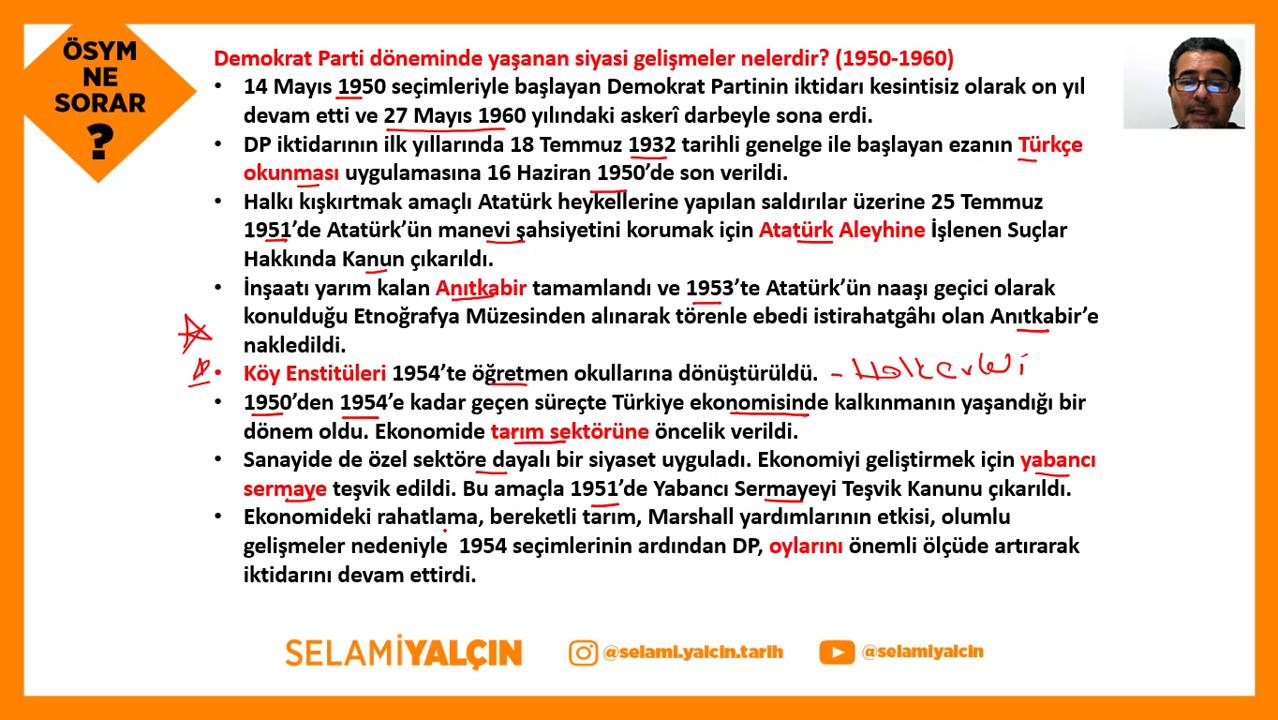 ÖSYM
NE
SORAR
?
Demokrat Parti döneminde yaşanan siyasi gelişmeler nelerdir? (1950-1960)
• 14 Mayıs 1950 seçimleriyle başlayan Demokrat Partinin iktidarı kesintisiz olarak on yıl
devam etti ve 27 Mayıs 1960 yılındaki askerî darbeyle sona erdi.
• DP iktidarının ilk yıllarında 18 Temmuz 1932 tarihli genelge ile başlayan ezanın Türkçe
okunması uygulamasına 16 Haziran 1950’de son verildi.
• Halkı kışkırtmak amaçlı Atatürk heykellerine yapılan saldırılar üzerine 25 Temmuz
1951’de Atatürk’ün manevi şahsiyetini korumak için Atatürk Aleyhine İşlenen Suçlar
Hakkında Kanun çıkarıldı.
• İnşaatı yarım kalan Anıtkabir tamamlandı ve 1953’te Atatürk’ün naaşı geçici olarak
konulduğu Etnoğrafya Müzesinden alınarak törenle ebedi istirahatgâhı olan Anıtkabir’e
nakledildi.
• Köy Enstitüleri 1954’te öğretmen okullarına dönüştürüldü. - Halkevleri
• 1950’den 1954’e kadar geçen süreçte Türkiye ekonomisinde kalkınmanın yaşandığı bir
dönem oldu. Ekonomide tarım sektörüne öncelik verildi.
• Sanayide de özel sektöre dayalı bir siyaset uyguladı. Ekonomiyi geliştirmek için yabancı
sermaye teşvik edildi. Bu amaçla 1951’de Yabancı Sermayeyi Teşvik Kanunu çıkarıldı.
• Ekonomideki rahatlama, bereketli tarım, Marshall yardımlarının etkisi, olumlu
gelişmeler nedeniyle 1954 seçimlerinin ardından DP, oylarını önemli ölçüde artırarak
iktidarını devam ettirdi.
SELAMİYALÇIN @selami.yalcin.tarih @selamiyalcin